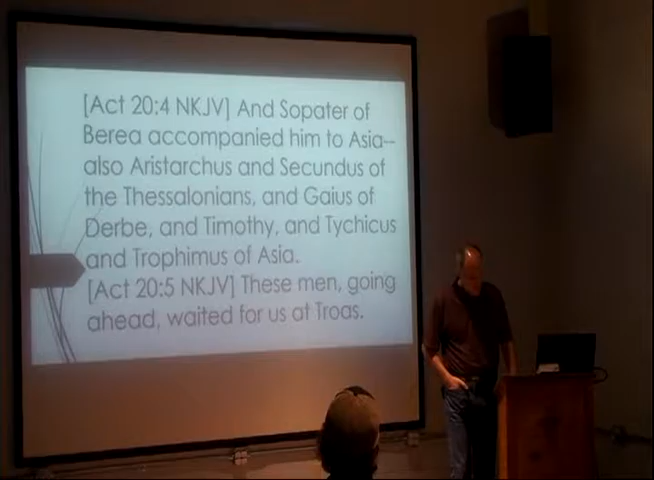 [Act 20:4 NKJV] And Sopater of
Berea accompanied him to Asia--
also Aristarchus and Secundus of
the Thessalonians, and Gaius of
Derbe, and Timothy, and Tychicus
and Trophimus of Asia.
[Act 20:5 NKJV] These men, going
ahead, waited for us at Troas.